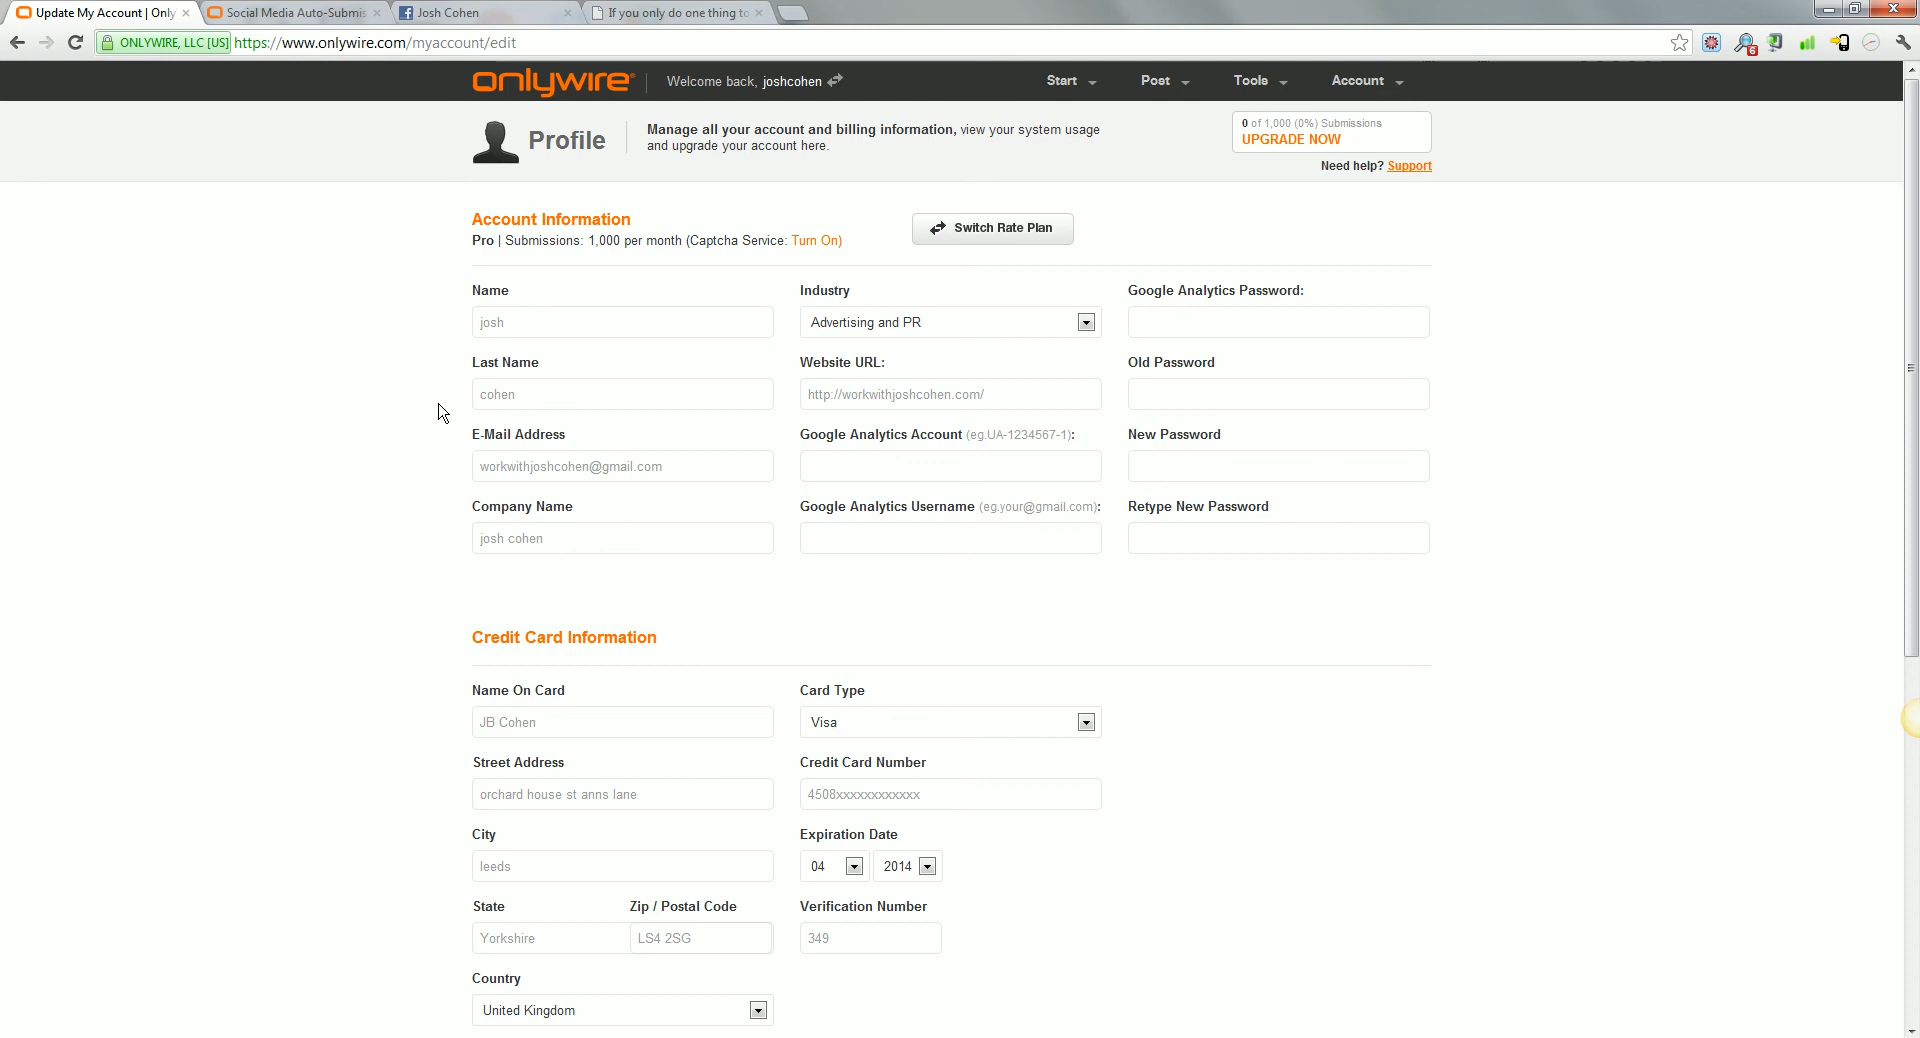 Update My Account | Only
Social Media Auto-Submis
Josh Cohen
If you only do one thing to
ONLYWIRE, LLC [US] https://www.onlywire.com/myaccount/edit
6
onlywire
Welcome back, joshcohen
Start
Post
Tools
Account
Profile
Manage all your account and billing information, view your system usage
and upgrade your account here.
0 of 1,000 (0%) Submissions
UPGRADE NOW
Need help? Support
Account Information
Pro | Submissions: 1,000 per month (Captcha Service: Turn On)
Switch Rate Plan
Name
Industry
Google Analytics Password:
josh
Advertising and PR
Last Name
Website URL:
Old Password
cohen
http://workwithjoshcohen.com/
E-Mail Address
Google Analytics Account (eg.UA-1234567-1):
New Password
workwithjoshcohen@gmail.com
Company Name
Google Analytics Username (eg.your@gmail.com):
Retype New Password
josh cohen
Credit Card Information
Name On Card
Card Type
JB Cohen
Visa
Street Address
Credit Card Number
orchard house st anns lane
4508xxxxxxxxxxxx
City
Expiration Date
leeds
04
2014
State
Zip / Postal Code
Verification Number
Yorkshire
LS4 2SG
349
Country
United Kingdom